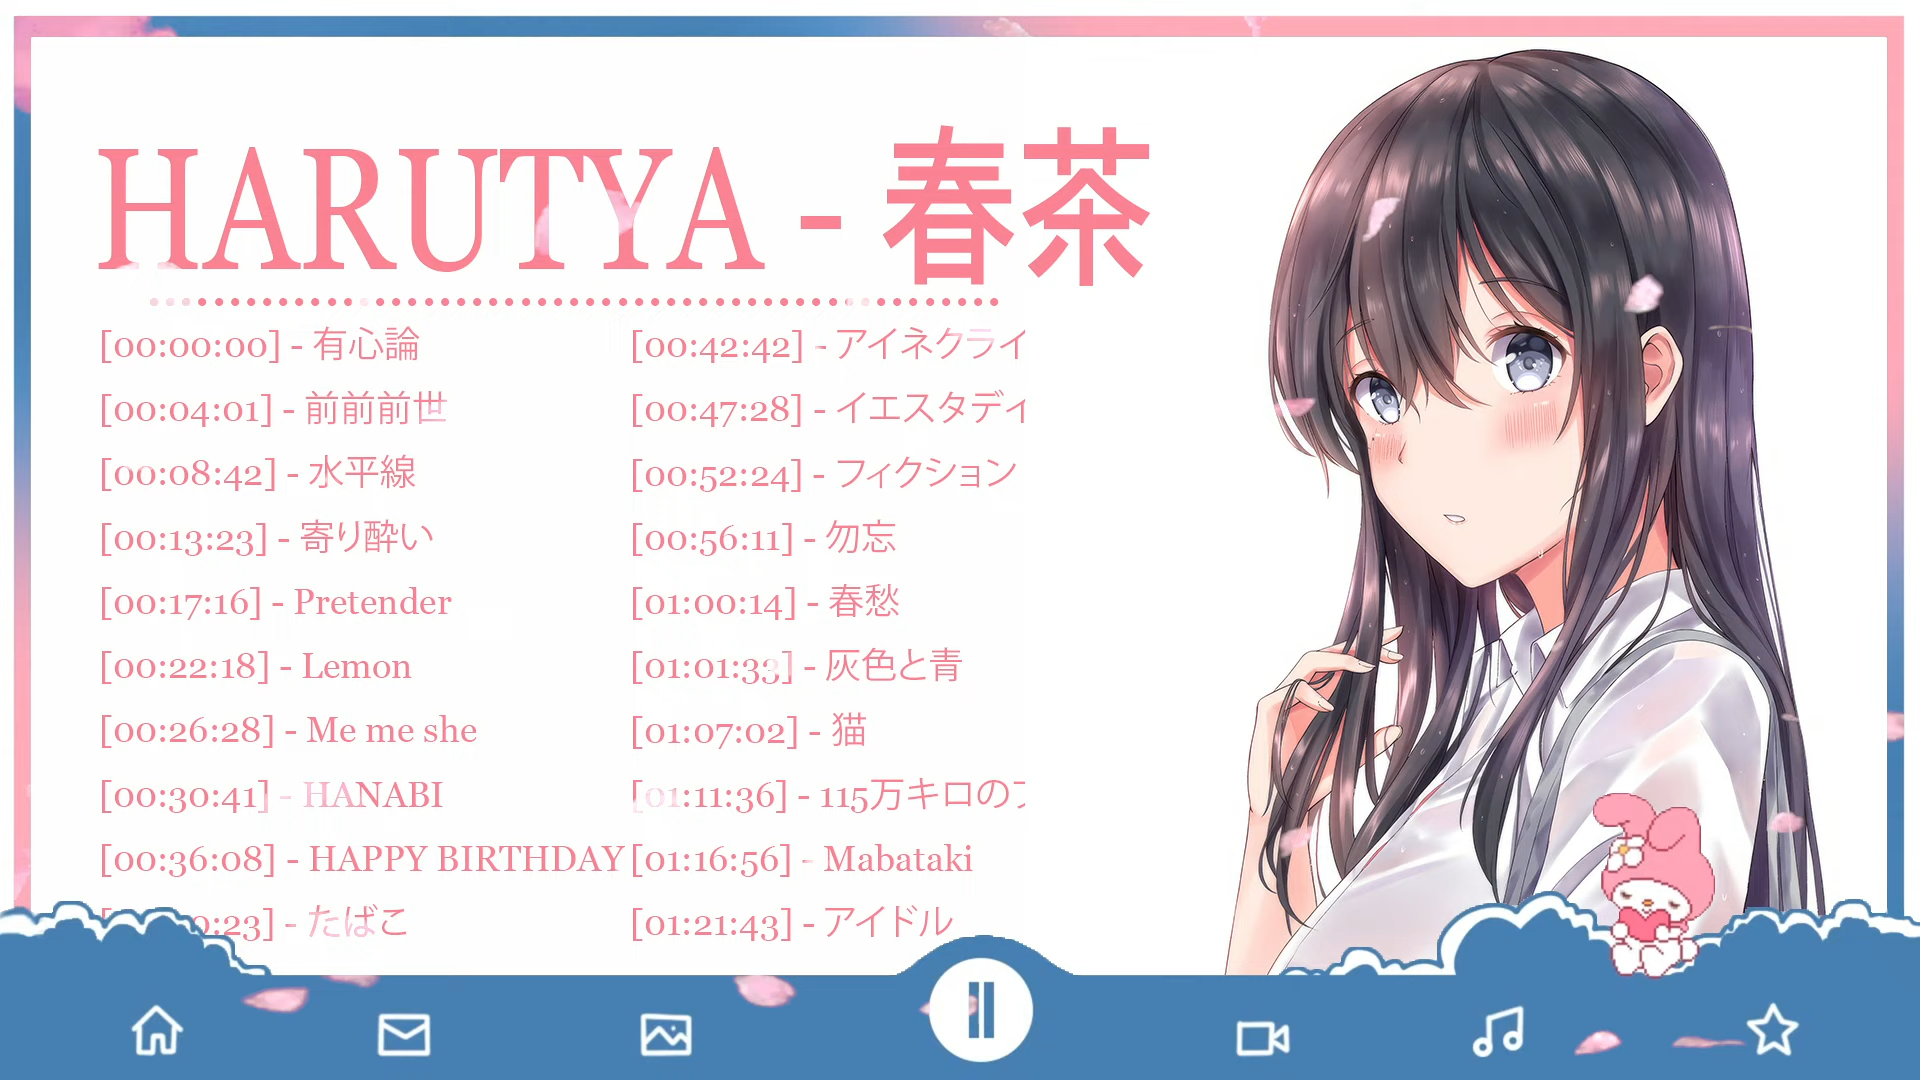 HARUTYA - 春茶
[00:00:00] - 有心論
[00:04:01] - 前前前世
[00:08:42] - 水平線
[00:13:23] - 寄り酔い
[00:17:16] - Pretender
[00:22:18] - Lemon
[00:26:28] - Me me she
[00:30:41] - HANABI
[00:36:08] - HAPPY BIRTHDAY
0:23] - たばこ
[00:42:42] - アイネクライ
[00:47:28] - イエスタディ
[00:52:24] - フィクション
[00:56:11] - 勿忘
[01:00:14] - 春愁
[01:01:33] - 灰色と青
[01:07:02] - 猫
[01:11:36] - 115万キロの
[01:16:56] - Mabataki
[01:21:43] - アイドル